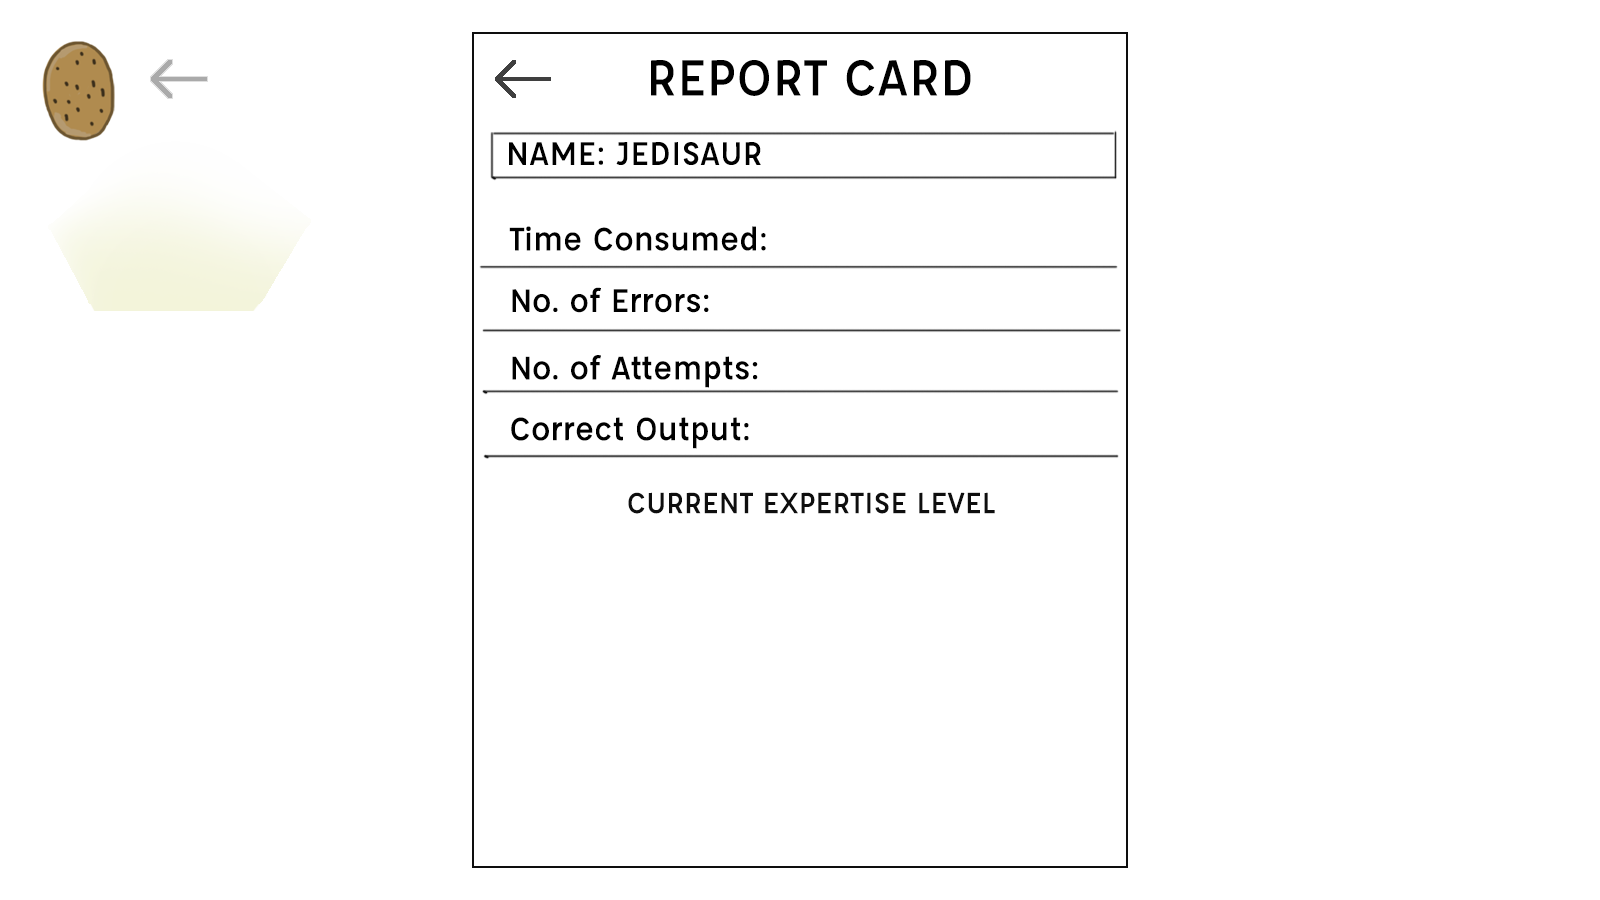 REPORT CARD
NAME: JEDISAUR
Time Consumed:
No. of Errors:
No. of Attempts:
Correct Output:
CURRENT EXPERTISE LEVEL